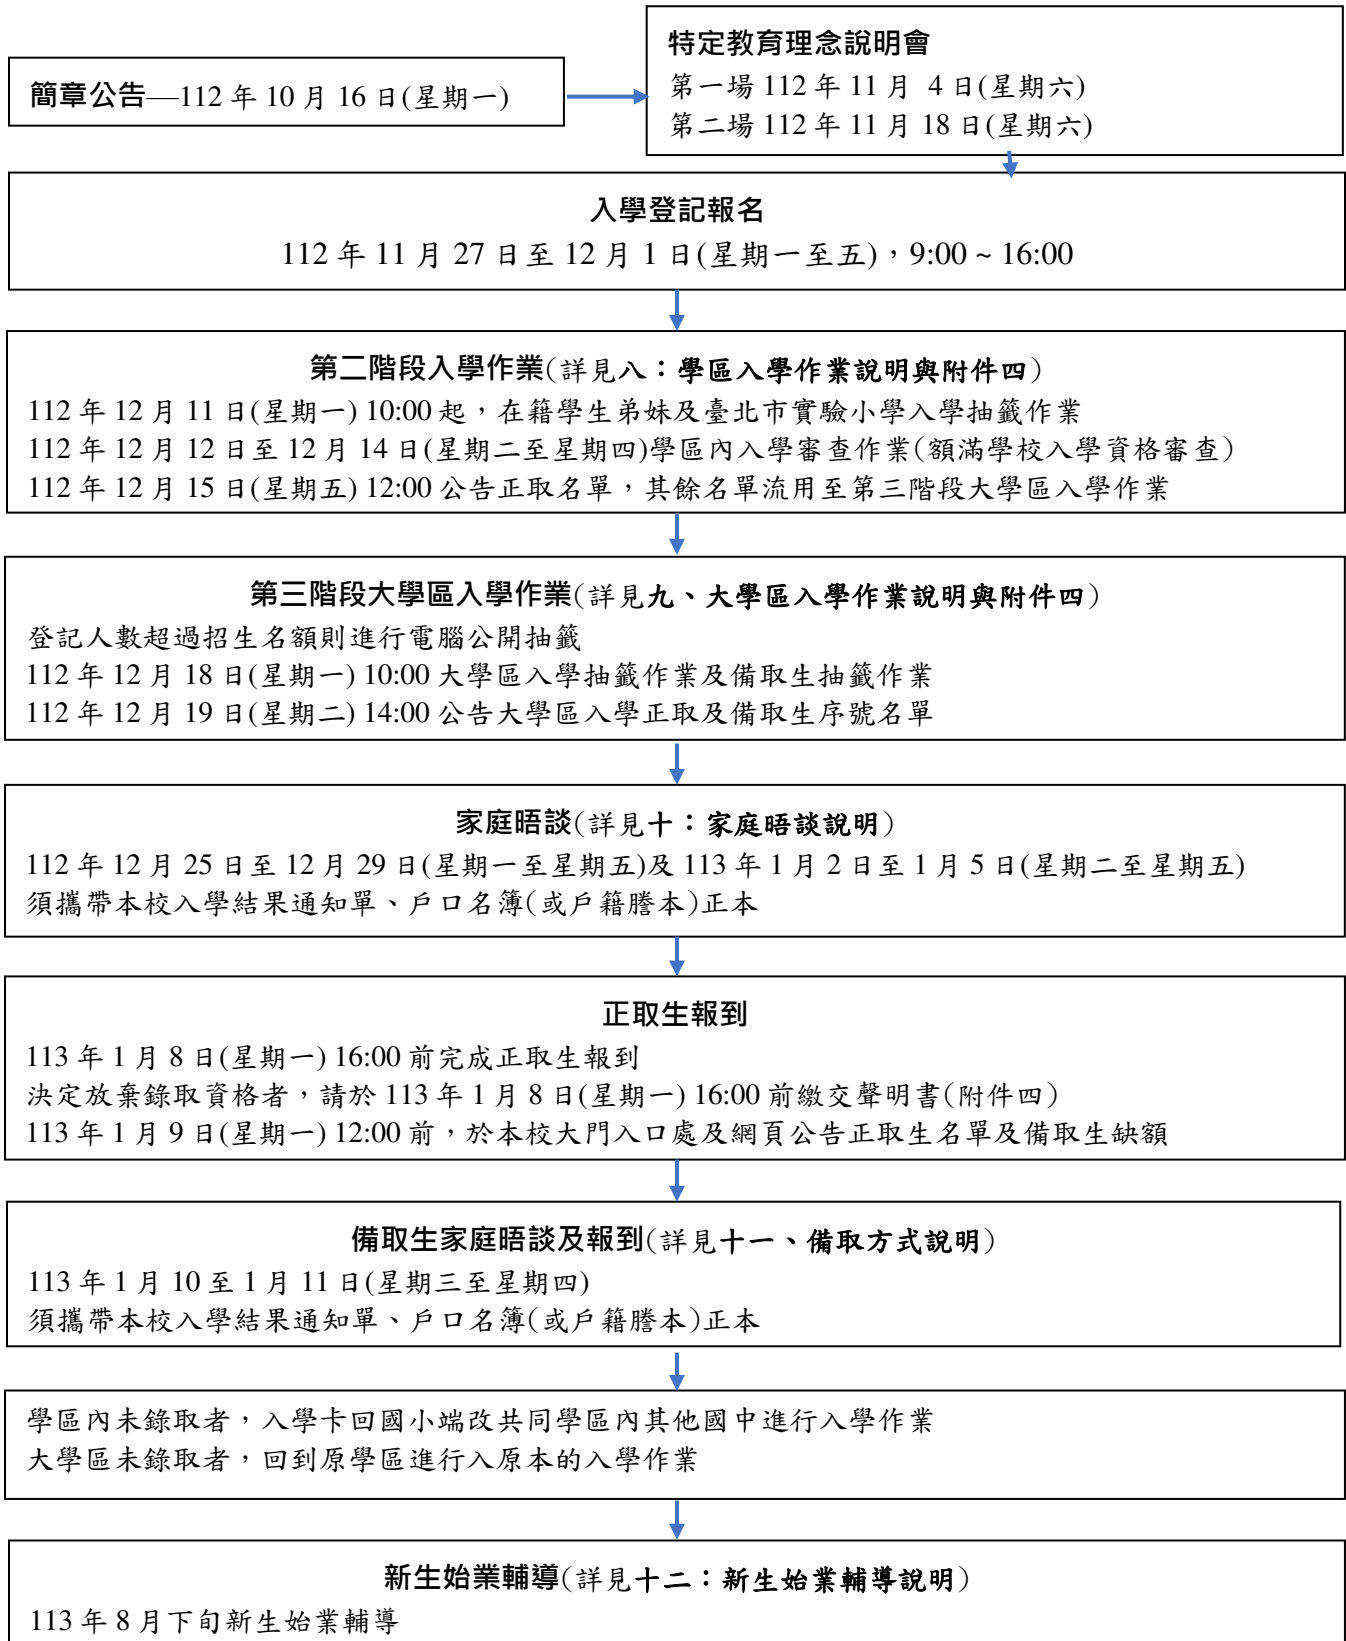 簡章公告—112 年 10 月 16 日(星期一)
特定教育理念說明會
第一場 112 年 11 月 4 日(星期六)
第二場 112 年 11 月 18 日(星期六)
入學登記報名
112 年 11 月 27 日至 12 月 1 日(星期一至五)，9:00 ~ 16:00
第二階段入學作業(詳見八：學區入學作業說明與附件四)
112 年 12 月 11 日(星期一) 10:00 起，在籍學生弟妹及臺北市實驗小學入學抽籤作業
112 年 12 月 12 日至 12 月 14 日(星期二至星期四)學區內入學審查作業(額滿學校入學資格審查)
112 年 12 月 15 日(星期五) 12:00 公告正取名單，其餘名單流用至第三階段大學區入學作業
第三階段大學區入學作業(詳見九、大學區入學作業說明與附件四)
登記人數超過招生名額則進行電腦公開抽籤
112 年 12 月 18 日(星期一) 10:00 大學區入學抽籤作業及備取生抽籤作業
112 年 12 月 19 日(星期二) 14:00 公告大學區入學正取及備取生序號名單
家庭晤談(詳見十：家庭晤談說明)
112 年 12 月 25 日至 12 月 29 日(星期一至星期五)及 113 年 1 月 2 日至 1 月 5 日(星期二至星期五)
須攜帶本校入學結果通知單、戶口名簿(或戶籍謄本)正本
正取生報到
113 年 1 月 8 日(星期一) 16:00 前完成正取生報到
決定放棄錄取資格者，請於 113 年 1 月 8 日(星期一) 16:00 前繳交聲明書(附件四)
113 年 1 月 9 日(星期一) 12:00 前，於本校大門入口處及網頁公告正取生名單及備取生缺額
備取生家庭晤談及報到(詳見十一、備取方式說明)
113 年 1 月 10 至 1 月 11 日(星期三至星期四)
須攜帶本校入學結果通知單、戶口名簿(或戶籍謄本)正本
學區內未錄取者，入學卡回國小端改共同學區內其他國中進行入學作業
大學區未錄取者，回到原學區進行入原本的入學作業
新生始業輔導(詳見十二：新生始業輔導說明)
113 年 8 月下旬新生始業輔導